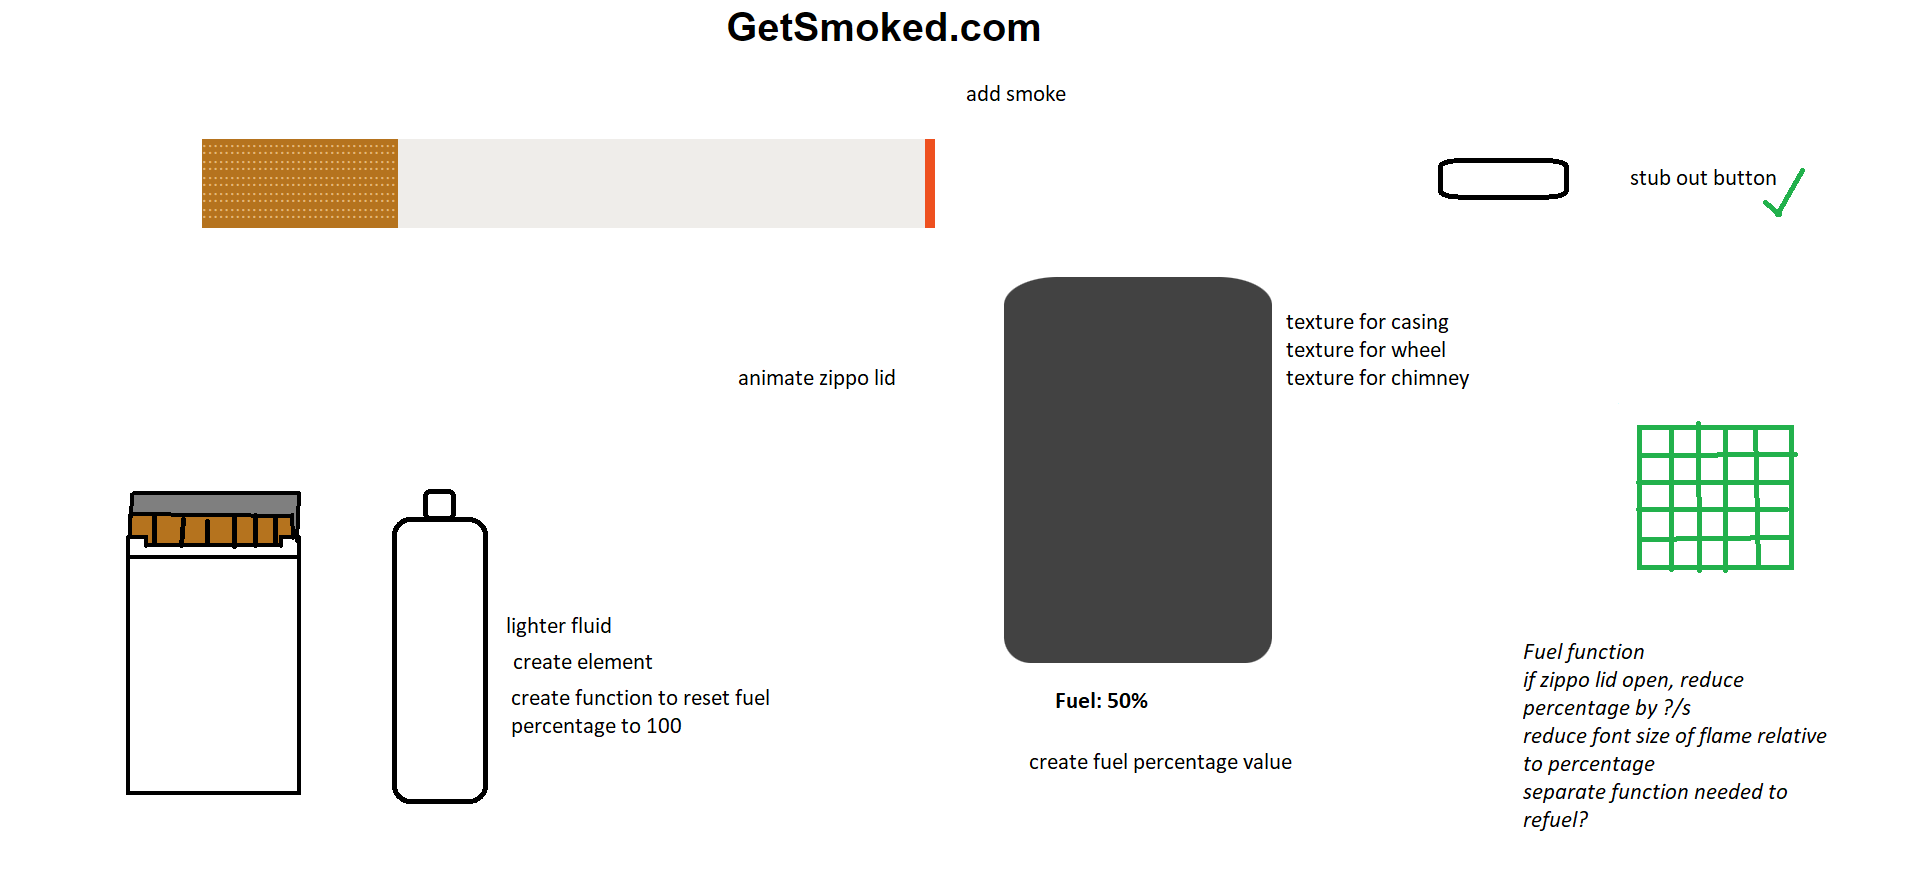 GetSmoked.com
add smoke
stub out button
texture for casing
texture for wheel
texture for chimney
animate zippo lid
lighter fluid
create element
create function to reset fuel
percentage to 100
Fuel: 50%
create fuel percentage value
Fuel function
if zippo lid open, reduce
percentage by ?/s
reduce font size of flame relative
to percentage
separate function needed to
refuel?